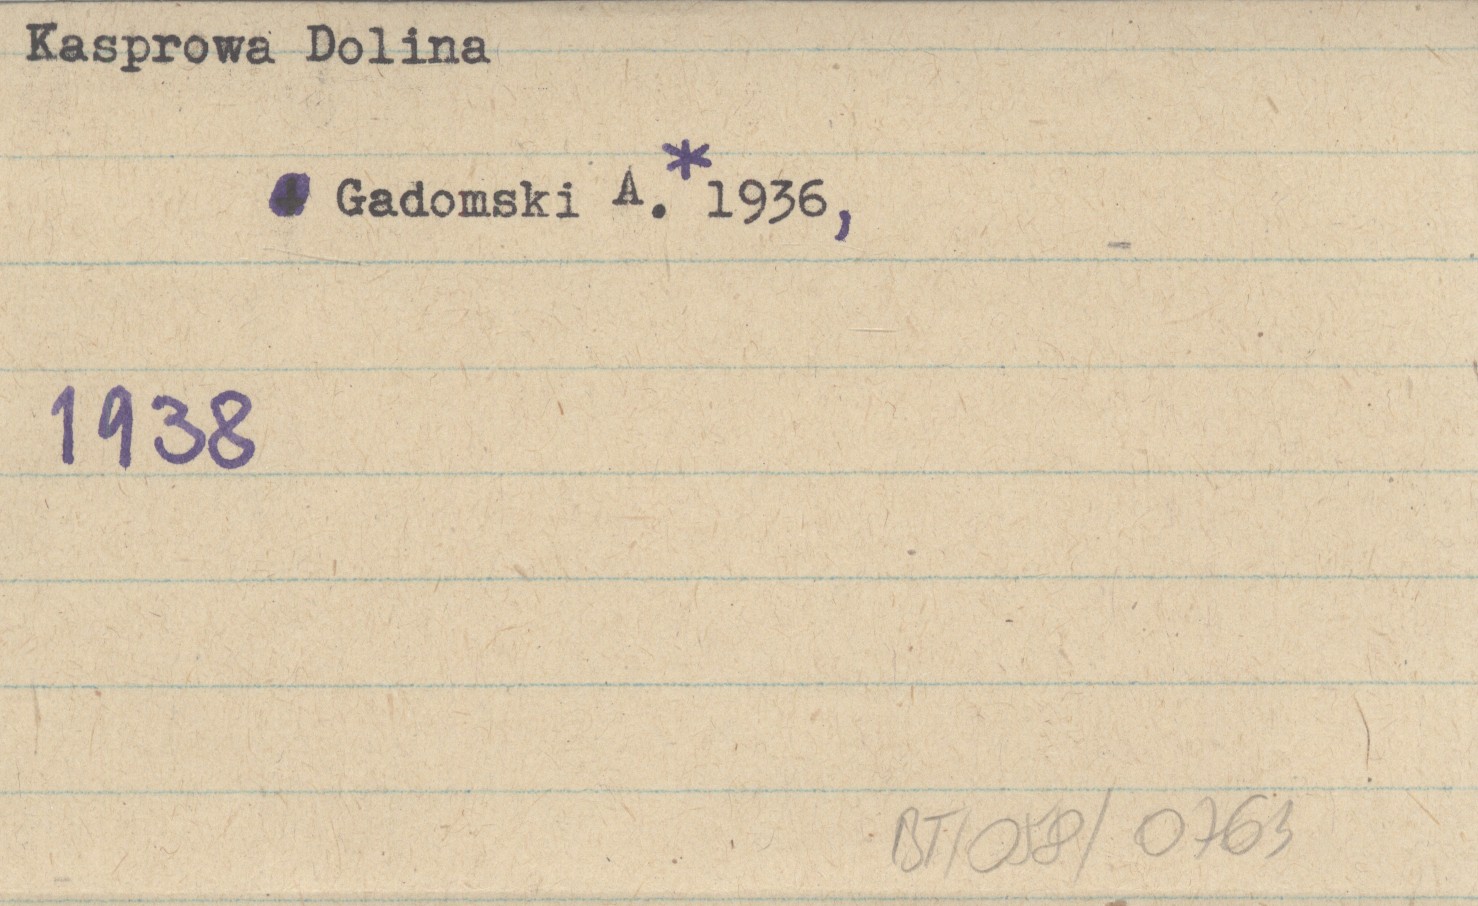 Kasprowa Dolina
Gadomski A.* 1936,
1938
BT/058/0763